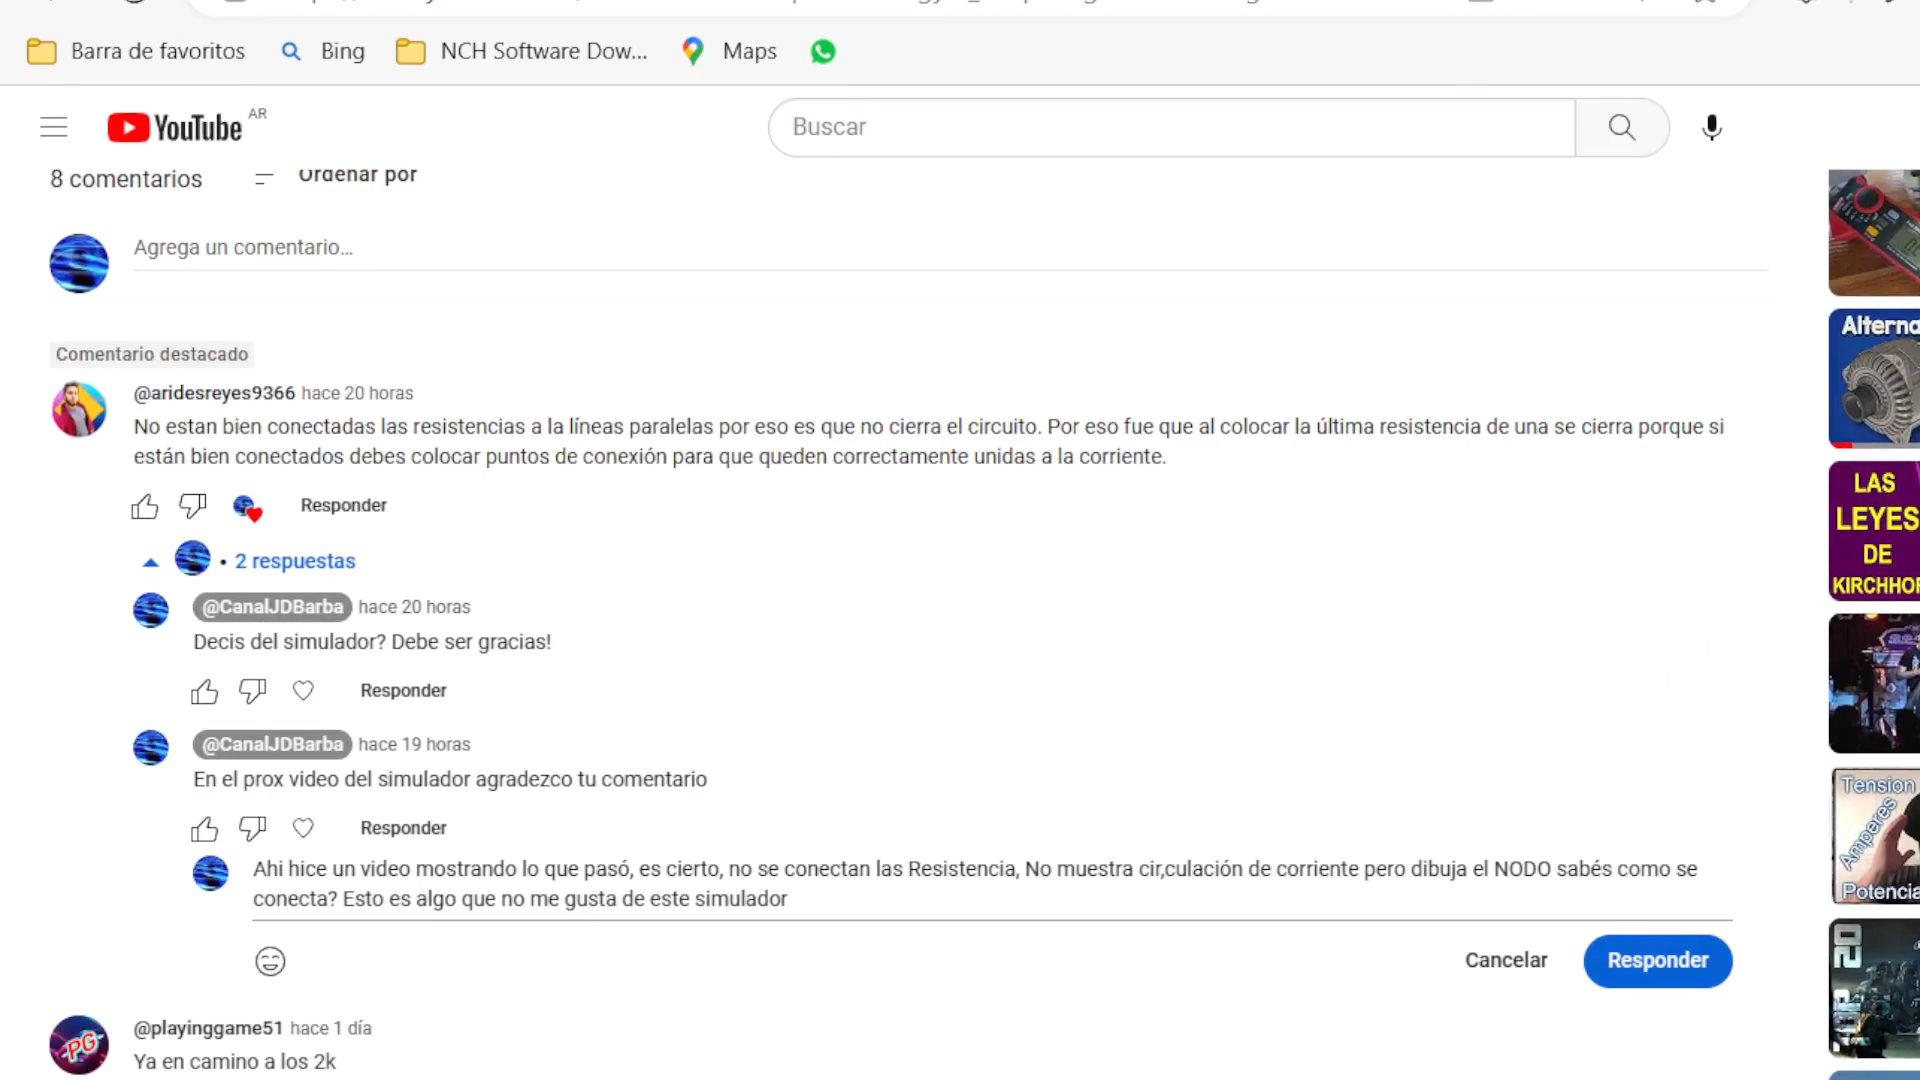 Barra de favoritos
Bing
NCH Software Dow...
Maps
YouTube AR
Buscar
8 comentarios
Ordenar por
Agrega un comentario...
Comentario destacado
@aridesreyes9366 hace 20 horas
No estan bien conectadas las resistencias a la líneas paralelas por eso es que no cierra el circuito. Por eso fue que al colocar la última resistencia de una se cierra porque si
están bien conectados debes colocar puntos de conexión para que queden correctamente unidas a la corriente.
Responder
• 2 respuestas
@CanalJDBarba hace 20 horas
Decis del simulador? Debe ser gracias!
Responder
@CanalJDBarba hace 19 horas
En el prox video del simulador agradezco tu comentario
Responder
Ahi hice un video mostrando lo que pasó, es cierto, no se conectan las Resistencia, No muestra cir,culación de corriente pero dibuja el NODO sabés como se
conecta? Esto es algo que no me gusta de este simulador
Cancelar
Responder
@playinggame51 hace 1 día
Ya en camino a los 2k
PG
Alterna
LAS
LEYES
DE
KIRCHHOF
Tension
Amperes
Potencia
20